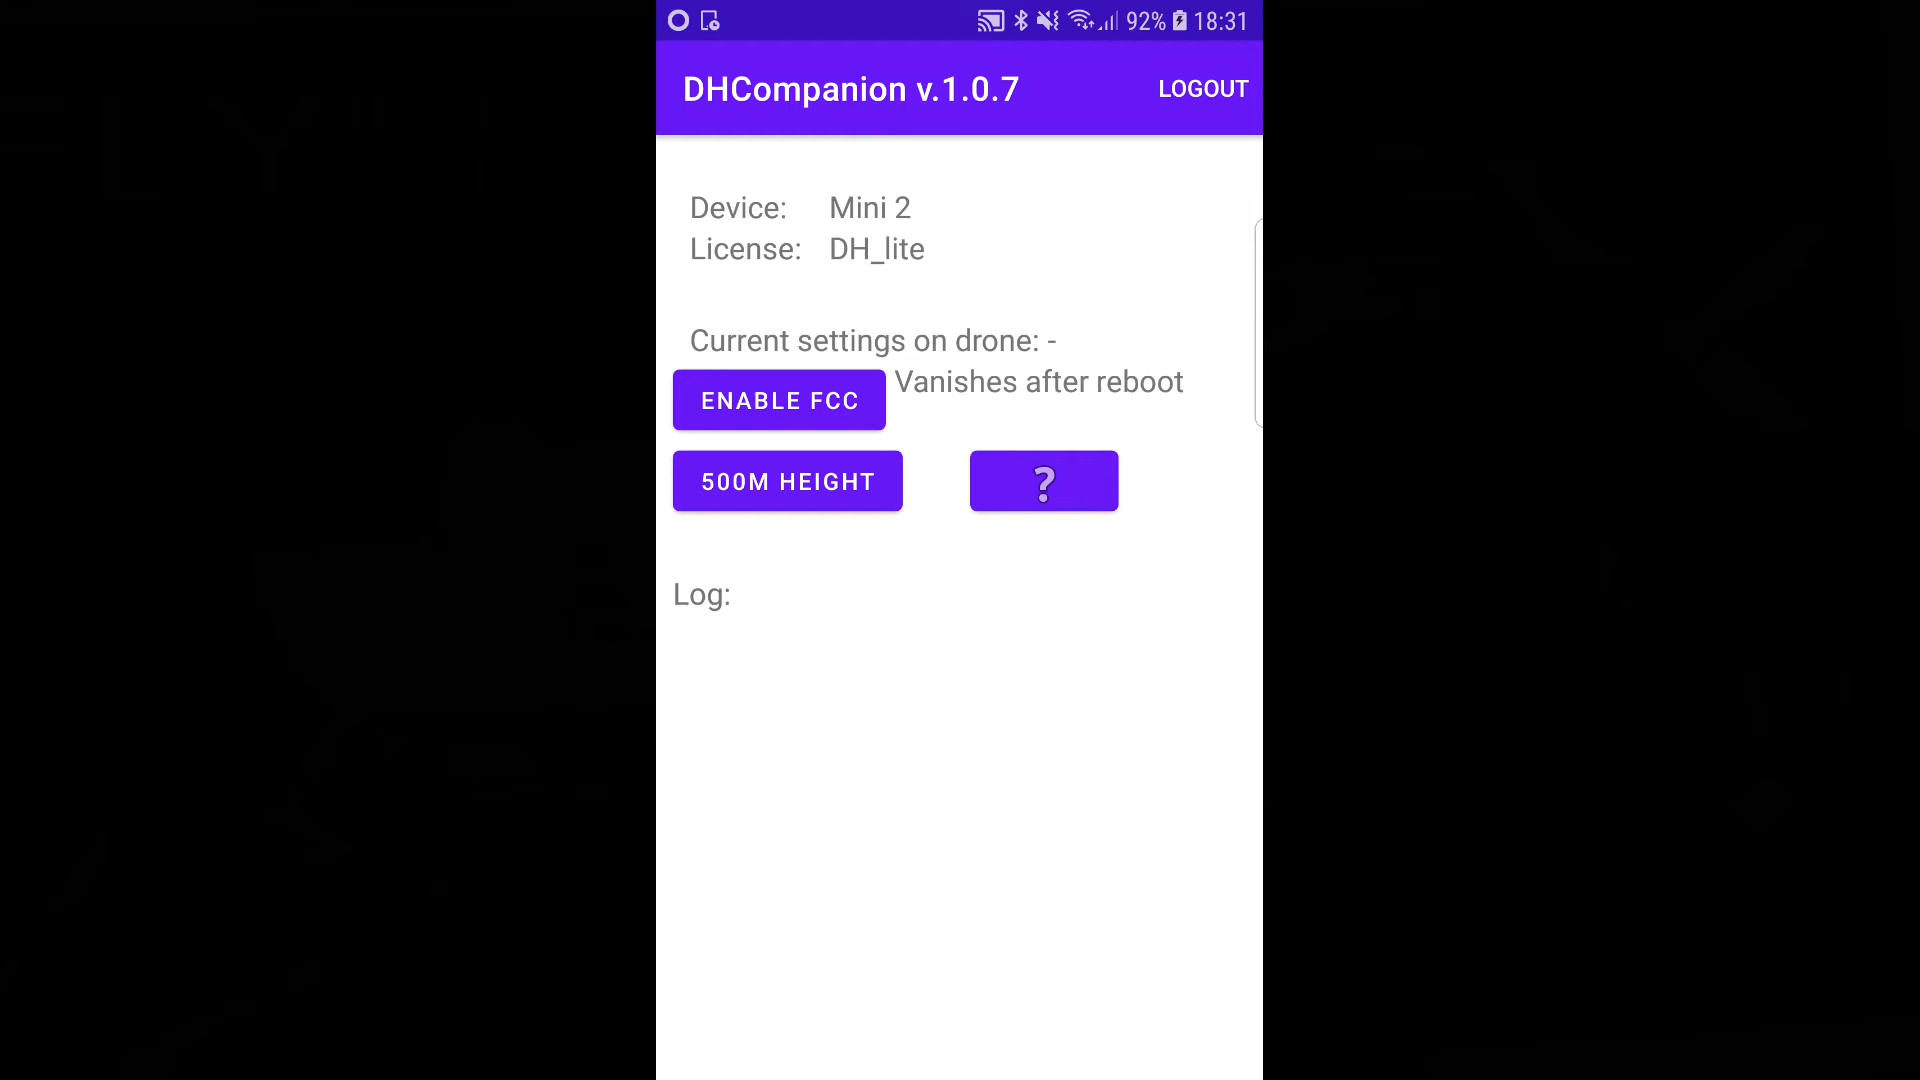 92% 18:31
DHCompanion v.1.0.7 LOGOUT
Device: Mini 2
License: DH_lite
Current settings on drone: -
ENABLE FCC Vanishes after reboot
500M HEIGHT ?
Log: